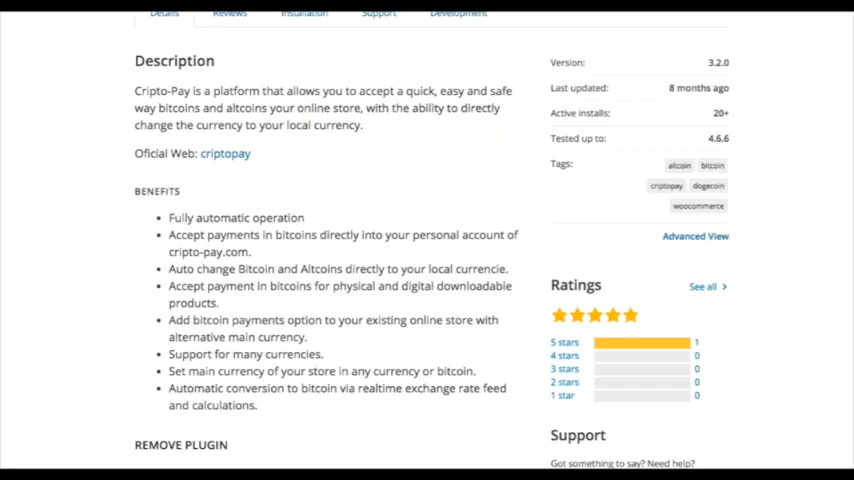 Details Reviews Installation Support Development
Description
Cripto-Pay is a platform that allows you to accept a quick, easy and safe
way bitcoins and altcoins your online store, with the ability to directly
change the currency to your local currency.
Oficial Web: criptopay
BENEFITS
• Fully automatic operation
• Accept payments in bitcoins directly into your personal account of
cripto-pay.com.
• Auto change Bitcoin and Altcoins directly to your local currencie.
• Accept payment in bitcoins for physical and digital downloadable
products.
• Add bitcoin payments option to your existing online store with
alternative main currency.
• Support for many currencies.
• Set main currency of your store in any currency or bitcoin.
• Automatic conversion to bitcoin via realtime exchange rate feed
and calculations.
REMOVE PLUGIN
Version: 3.2.0
Last updated: 8 months ago
Active installs: 20+
Tested up to: 4.6.6
Tags: altcoin bitcoin
criptopay dogecoin
woocommerce
Advanced View
Ratings See all >
5 stars 1
4 stars 0
3 stars 0
2 stars 0
1 star 0
Support
Got something to say? Need help?